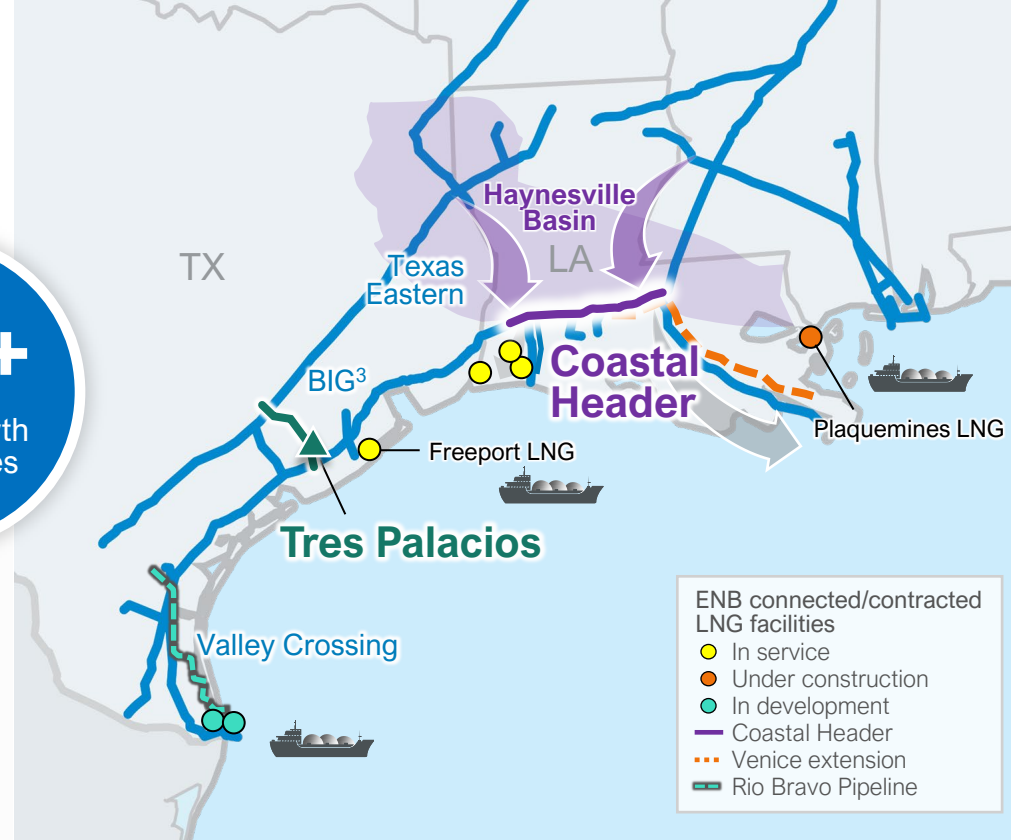 Haynesville
Basin
TX
LA
Texas
Eastern
+
BIG3
Coastal
Header
Plaquemines LNG
Freeport LNG
Tres Palacios
Valley Crossing
ENB connected/contracted
LNG facilities
In service
Under construction
In development
Coastal Header
Venice extension
Rio Bravo Pipeline